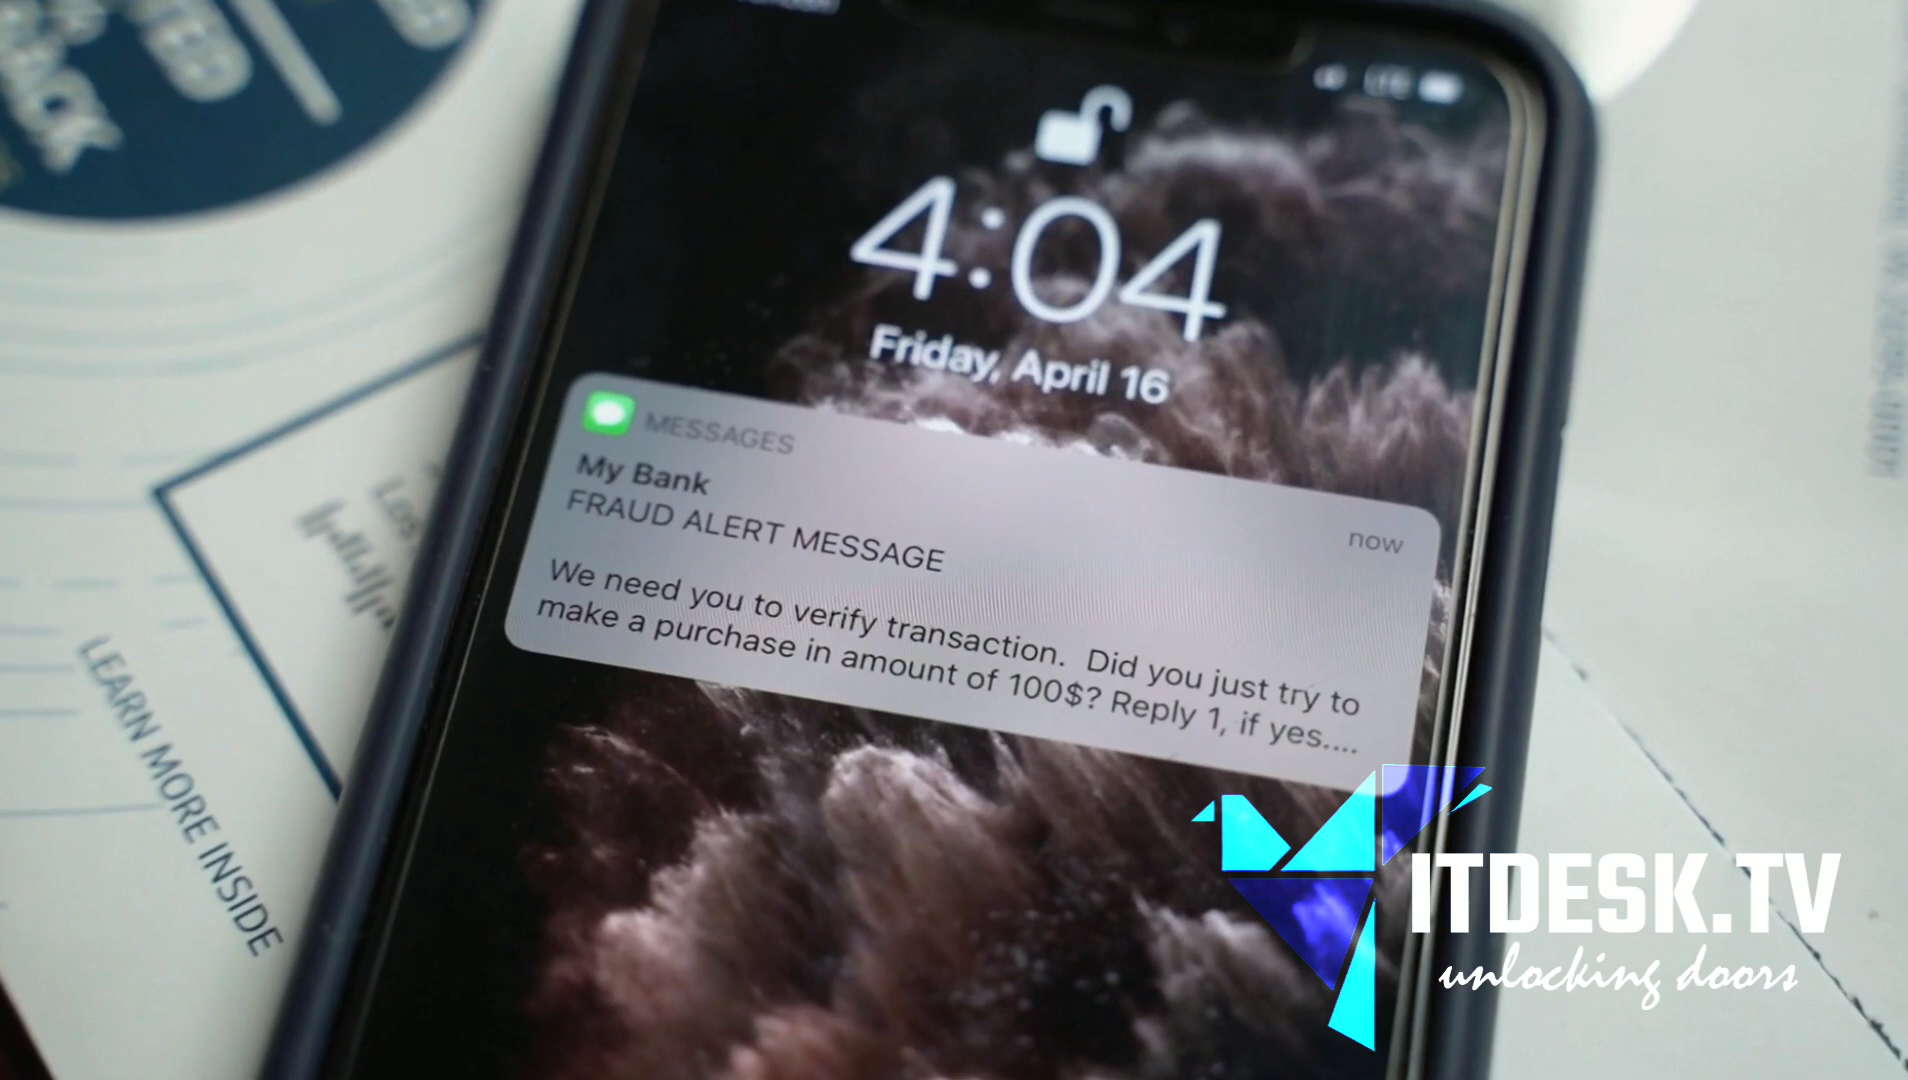 LTE
4:04
Friday, April 16
MESSAGES
My Bank
now
FRAUD ALERT MESSAGE
We need you to verify transaction. Did you just try to
make a purchase in amount of 100$? Reply 1, if yes....
LEARN MORE INSIDE
ITDESK.TV
unlocking doors